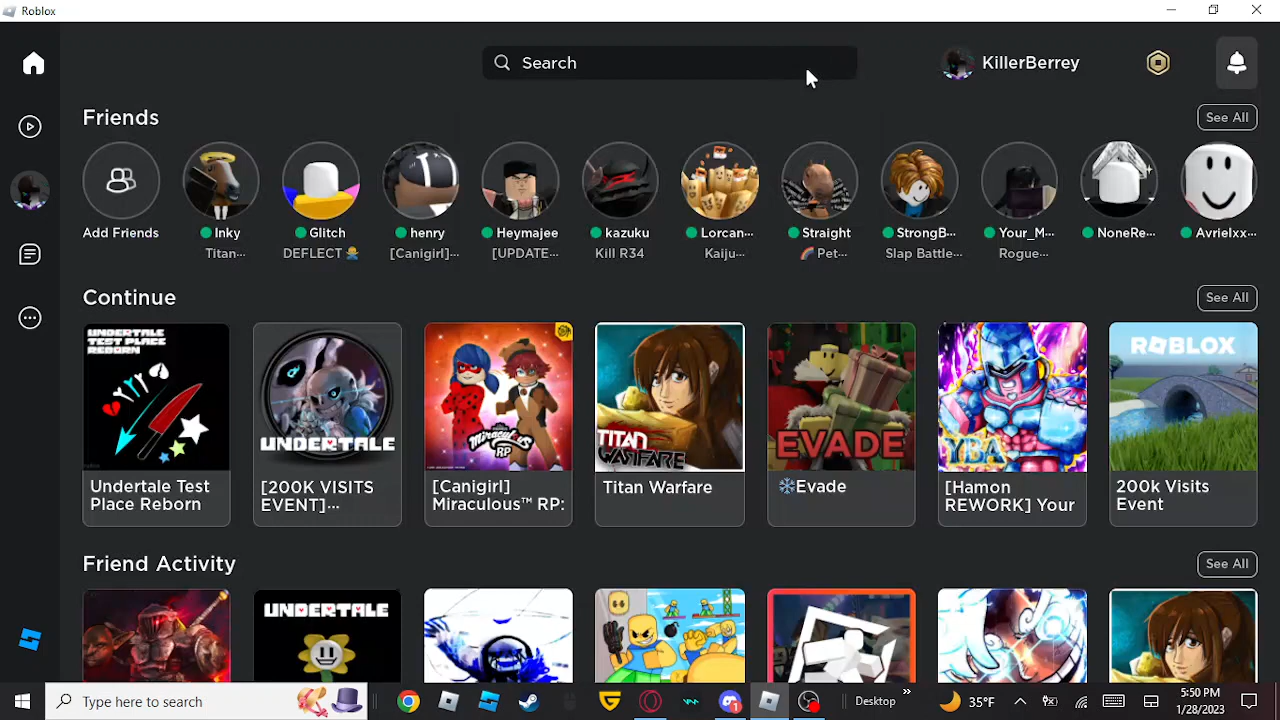 Roblox
Search
KillerBerrey
Friends
See All
Add Friends
Inky
Glitch
henry
Heymajee
kazuku
Lorcan···
Straight
StrongB···
Your_M···
NoneRe···
Avrielxx···
Titan···
DEFLECT
[Canigirl]···
[UPDATE···
Kill R34
Kaiju···
🌈 Pet···
Slap Battle···
Rogue···
Continue
See All
UNDERTALE
TEST PLACE
REBORN
UNDERTALE
MIRACULOUS
RP
TITAN
WARFARE
EVADE
YBA
ROBLOX
Undertale Test
Place Reborn
[200K VISITS
EVENT]···
[Canigirl]
Miraculous™ RP:
Titan Warfare
❄Evade
[Hamon
REWORK] Your
200k Visits
Event
Friend Activity
See All
UNDERTALE
Type here to search
1
Desktop
35°F
5:50 PM
1/28/2023